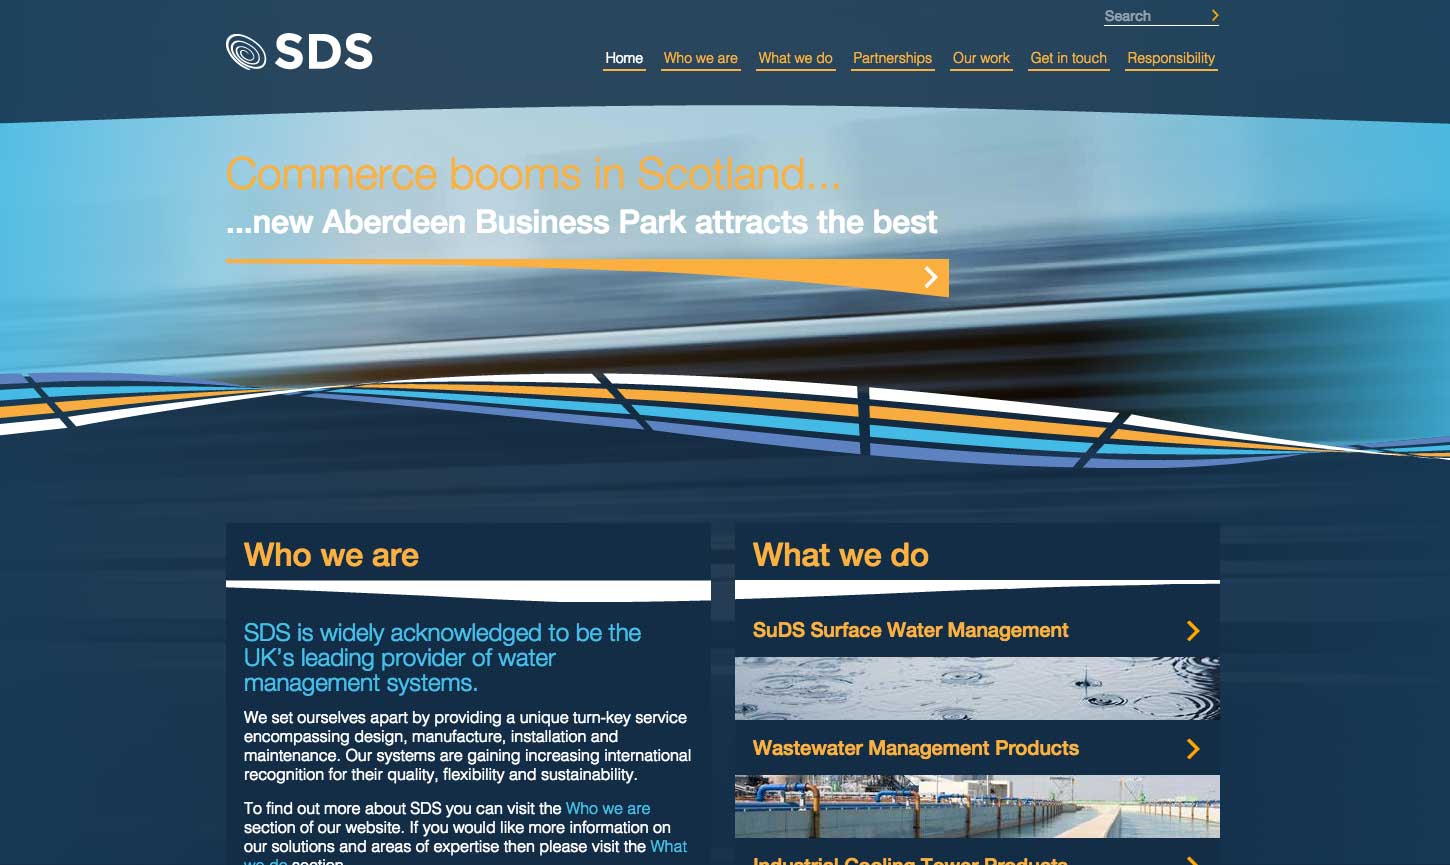 Search
SDS
Home Who we are What we do Partnerships Our work Get in touch Responsibility
Commerce booms in Scotland...
...new Aberdeen Business Park attracts the best
Who we are
SDS is widely acknowledged to be the
UK's leading provider of water
management systems.
We set ourselves apart by providing a unique turn-key service
encompassing design, manufacture, installation and
maintenance. Our systems are gaining increasing international
recognition for their quality, flexibility and sustainability.
To find out more about SDS you can visit the Who we are
section of our website. If you would like more information on
our solutions and areas of expertise then please visit the What
we do section
What we do
SuDS Surface Water Management
Wastewater Management Products
Industrial Cooling Tower Products